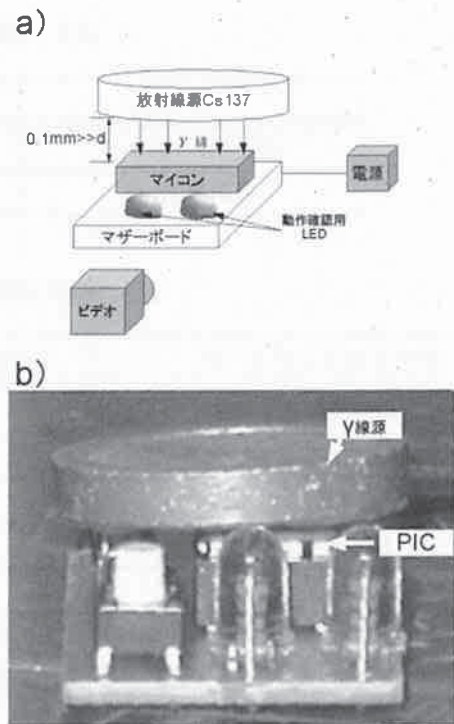 a)
放射線源Cs137
0.1mm>>d
γ 線
マイコン
電源
動作確認用
LED
マザーボード
ビデオ
b)
γ線源
PIC